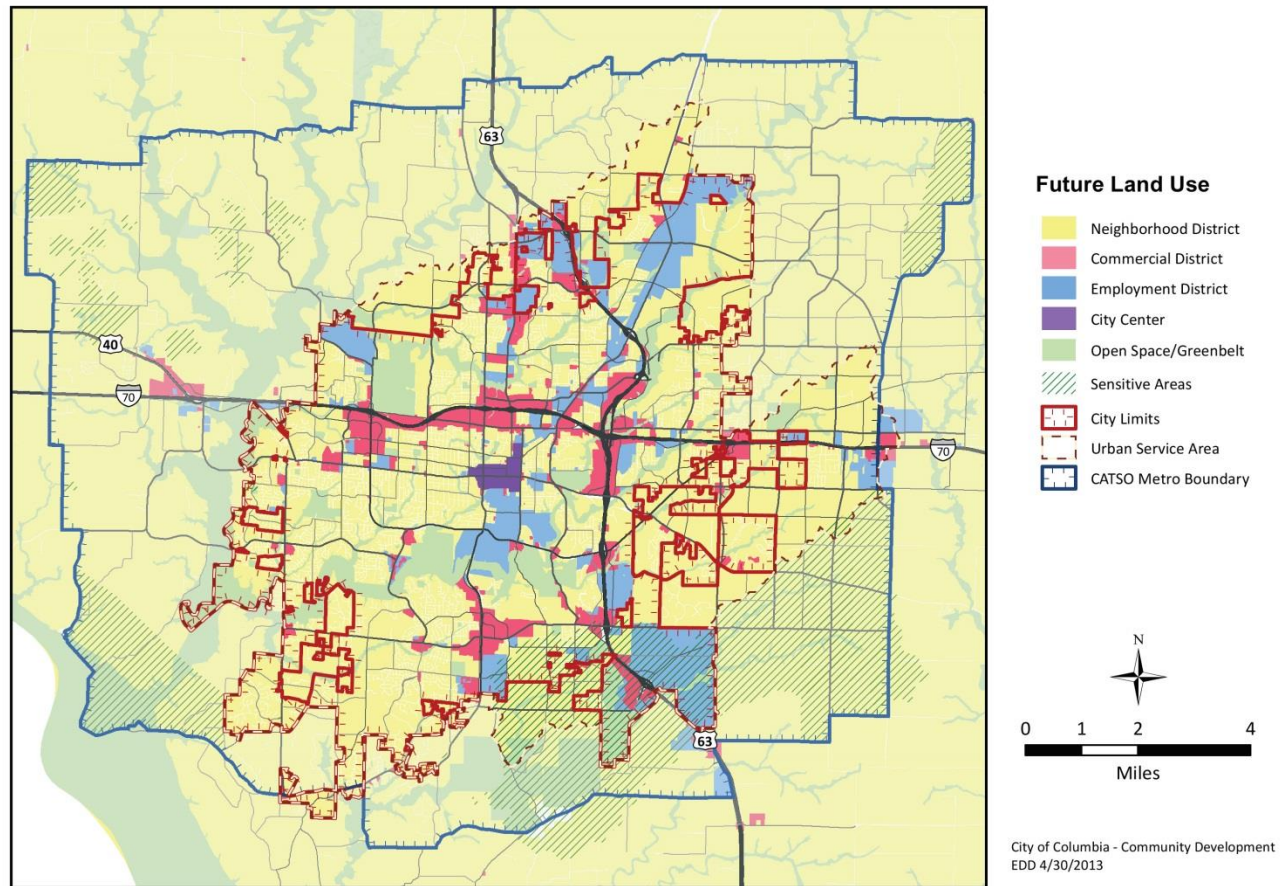 63
40
70
70
63
Future Land Use
Neighborhood District
Commercial District
Employment District
City Center
Open Space/Greenbelt
Sensitive Areas
City Limits
Urban Service Area
CATSO Metro Boundary
N
0 1 2 4
Miles
City of Columbia - Community Development
EDD 4/30/2013